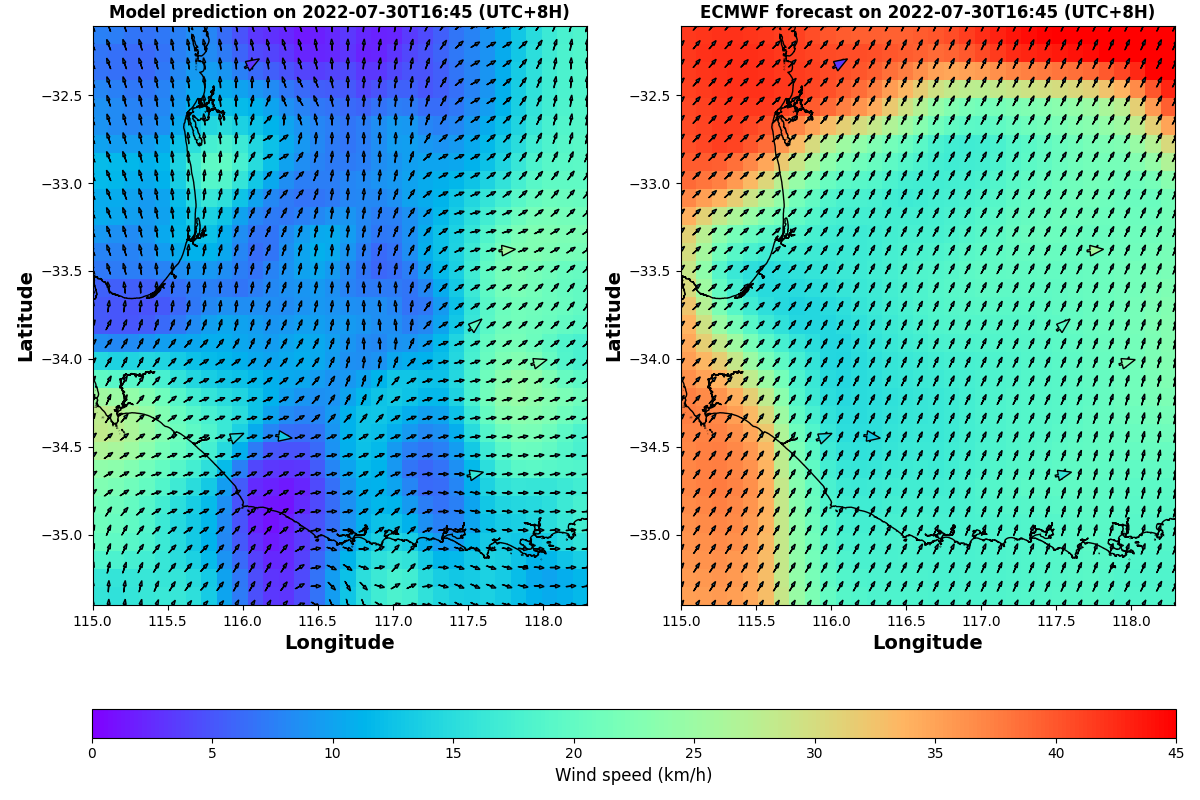 Model prediction on 2022-07-30T16:45 (UTC+8H)
ECMWF forecast on 2022-07-30T16:45 (UTC+8H)
Latitude
−32.5
−33.0
−33.5
−34.0
−34.5
−35.0
115.0 115.5 116.0 116.5 117.0 117.5 118.0
Longitude
Latitude
−32.5
−33.0
−33.5
−34.0
−34.5
−35.0
115.0 115.5 116.0 116.5 117.0 117.5 118.0
Longitude
0 5 10 15 20 25 30 35 40 45
Wind speed (km/h)